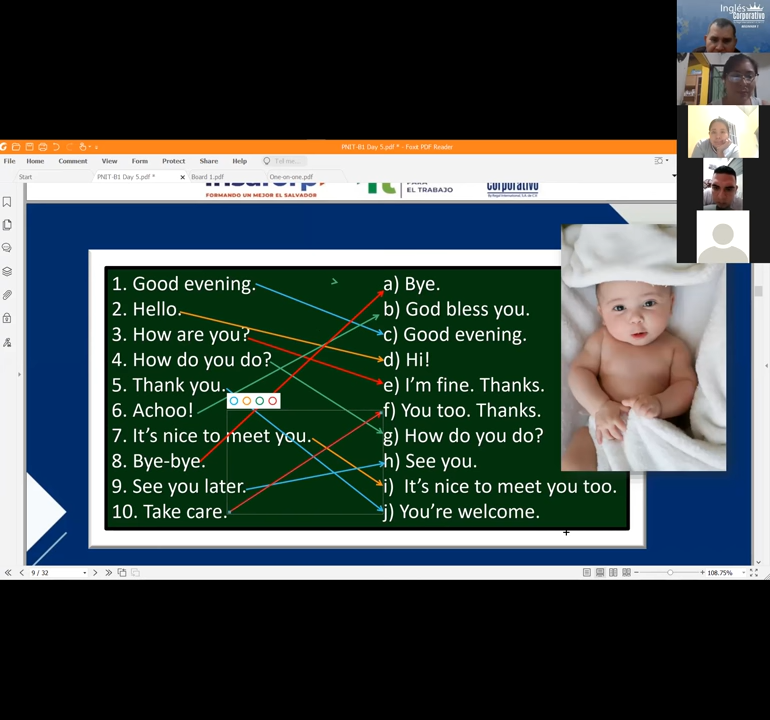 Inglés
Corporativo
BEGINNER 1
PNIT-B1 Day 5.pdf * - Foxit PDF Reader
File Home Comment View Form Protect Share Help Tell me...
Start PNIT-B1 Day 5.pdf * Board 1.pdf One-on-one.pdf
FORMANDO UN MEJOR EL SALVADOR
PARA
EL TRABAJO
corporativo
1. Good evening.
2. Hello.
3. How are you?
4. How do you do?
5. Thank you.
6. Achoo!
7. It's nice to meet you.
8. Bye-bye.
9. See you later.
10. Take care.
a) Bye.
b) God bless you.
c) Good evening.
d) Hi!
e) I'm fine. Thanks.
f) You too. Thanks.
g) How do you do?
h) See you.
i) It's nice to meet you too.
j) You're welcome.
9 / 32
108.75%